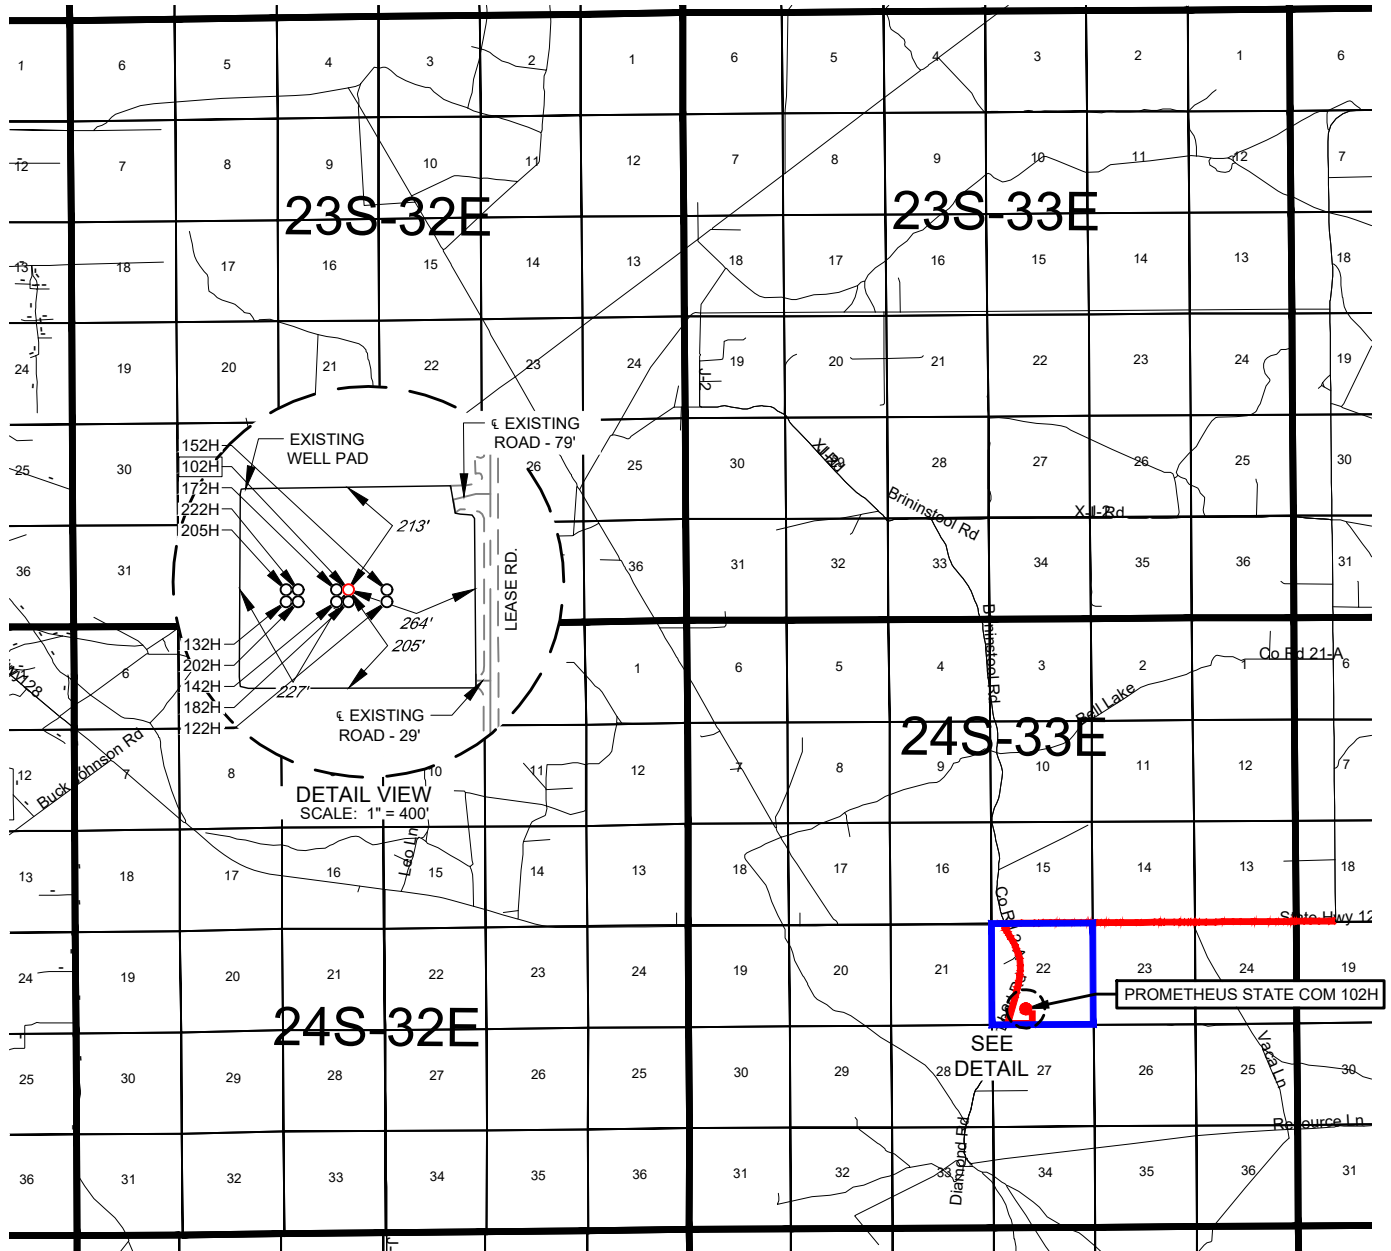 1 6 5 4 3 2 1 6 5 4 3 2 1 6
12 7 8 9 10 11 12 7 8 9 10 11 12 7
23S-32E 23S-33E
13 18 17 16 15 14 13 18 17 16 15 14 13 18
24 19 20 21 22 23 24 19 20 21 22 23 24 19
J-2
25 30 26 25 30 28 27 26 25 30
Brininstool Rd
36 31 36 31 32 33 34 35 36 31
Brininstool Rd
152H
102H
172H
222H
205H
EXISTING
WELL PAD
℄ EXISTING
ROAD - 79'
213'
264'
205'
227'
LEASE RD.
132H
202H
142H
182H
122H
℄ EXISTING
ROAD - 29'
DETAIL VIEW
SCALE: 1" = 400'
Co Rd 21-A
6 1 6 5 4 3 2 1 6
Bell Lake
24S-33E
Buck Johnson Rd
12 7 8 10 11 12 7 8 9 10 11 12 7
Leo Ln
13 18 17 16 15 14 13 18 17 16 15 14 13 18
State Hwy 12
24 19 20 21 22 23 24 19 20 21 22 23 24 19
PROMETHEUS STATE COM 102H
24S-32E
SEE
DETAIL
Vaca Ln
25 30 29 28 27 26 25 30 29 28 27 26 25 30
Resource Ln
Diamond Rd
36 31 32 33 34 35 36 31 32 33 34 35 36 31